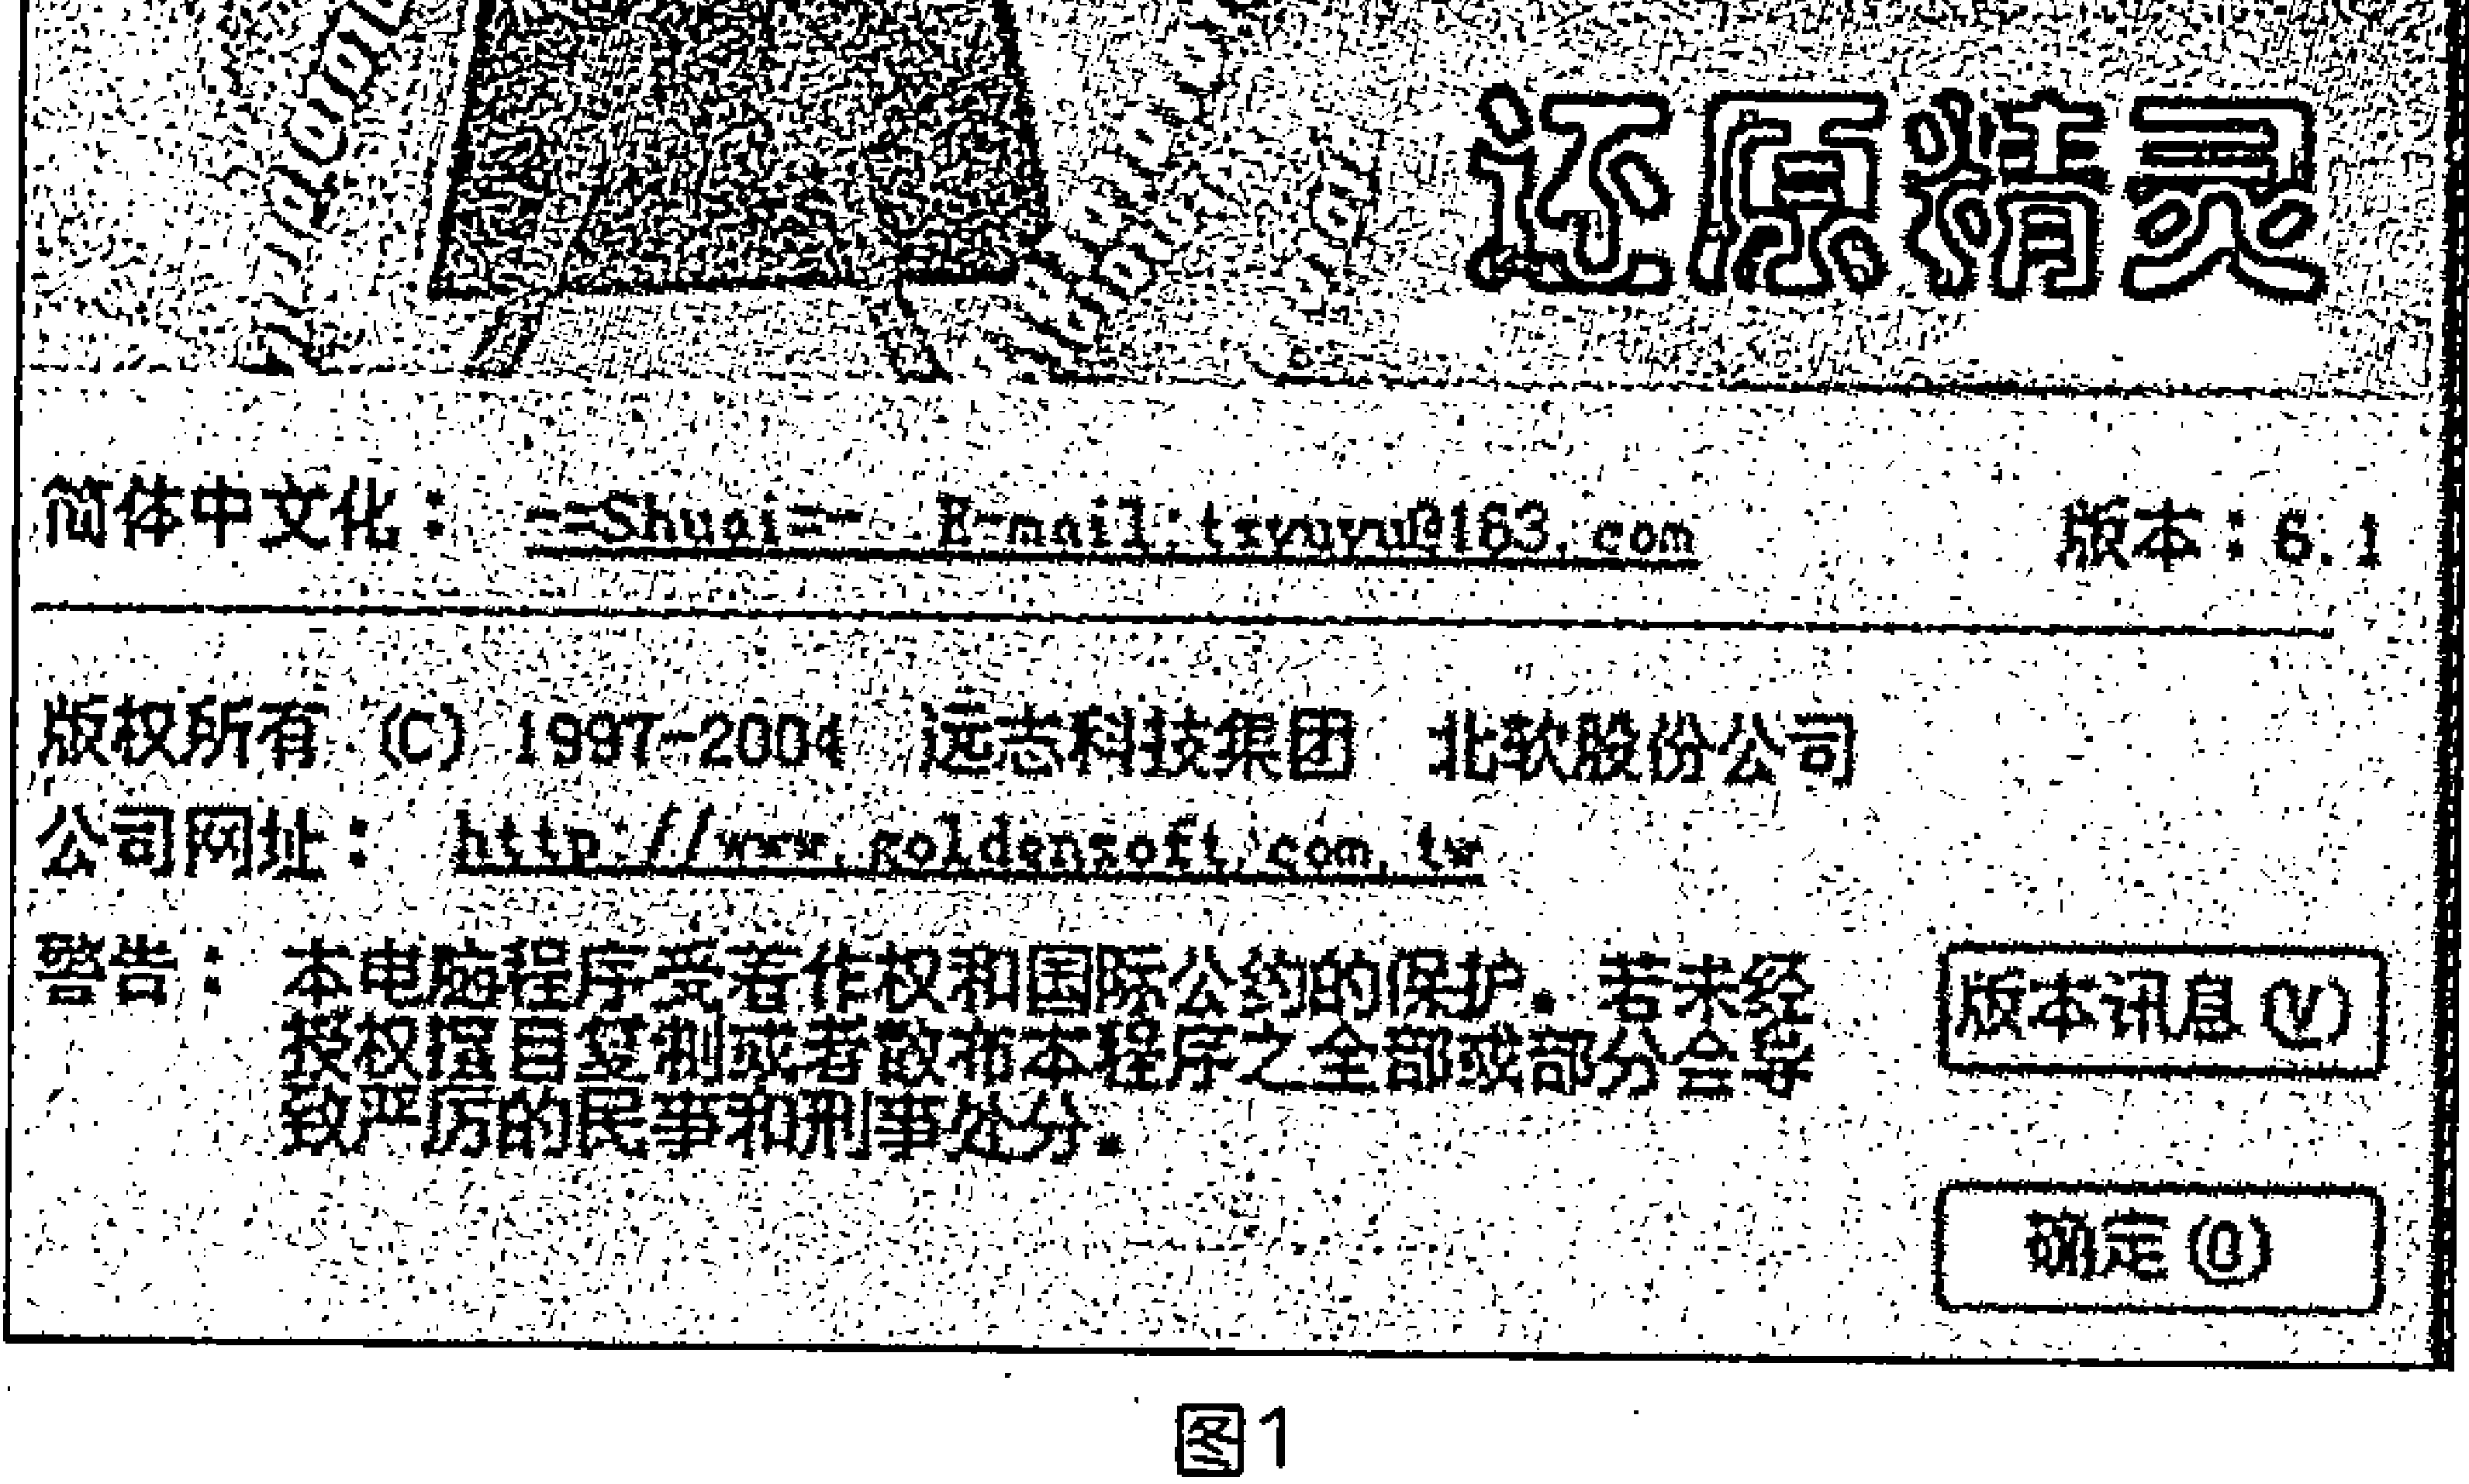 还原精灵
简体中文化： -=Shuai=- E-mail:tsyuyu@163.com 版本：6.1
版权所有 (C) 1997-2004 远志科技集团 北软股份公司
公司网址： http://www.goldensoft.com.tw
警告： 本电脑程序受著作权和国际公约的保护。若未经
授权擅自复制或者散布本程序之全部或部分会导
致严厉的民事和刑事处分。
版本讯息(V)
确定(O)
图1